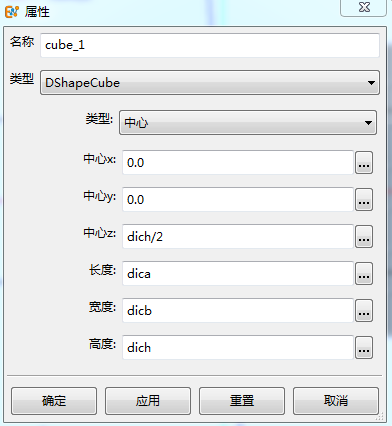 属性
名称 cube_1
类型 DShapeCube
类型: 中心
中心x: 0.0 ...
中心y: 0.0 ...
中心z: dich/2 ...
长度: dica ...
宽度: dicb ...
高度: dich ...
确定 应用 重置 取消